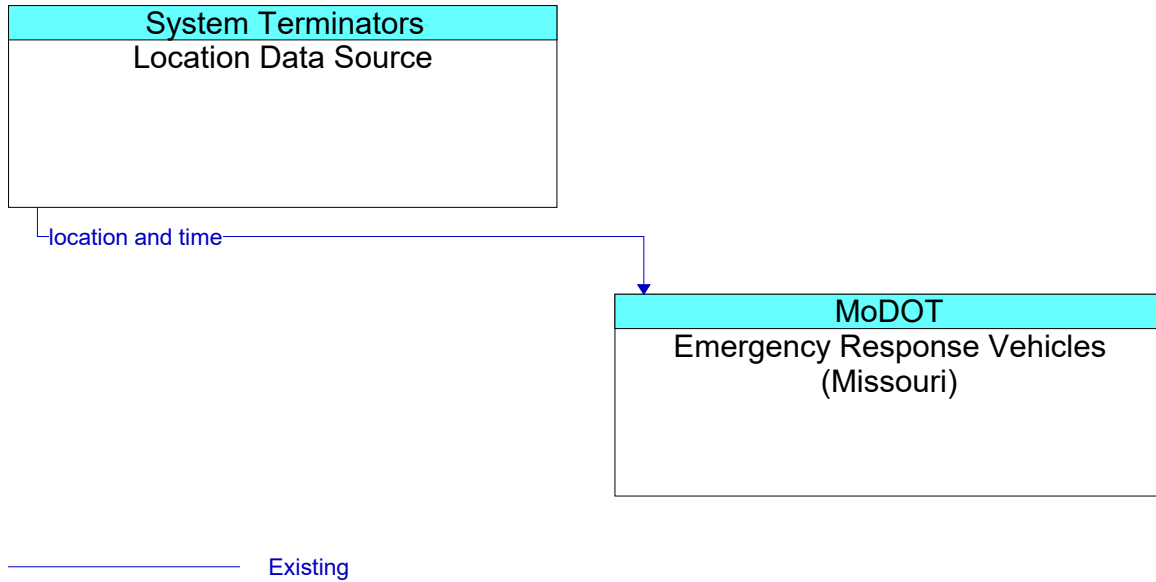 System Terminators
Location Data Source
location and time
MoDOT
Emergency Response Vehicles
(Missouri)
Existing